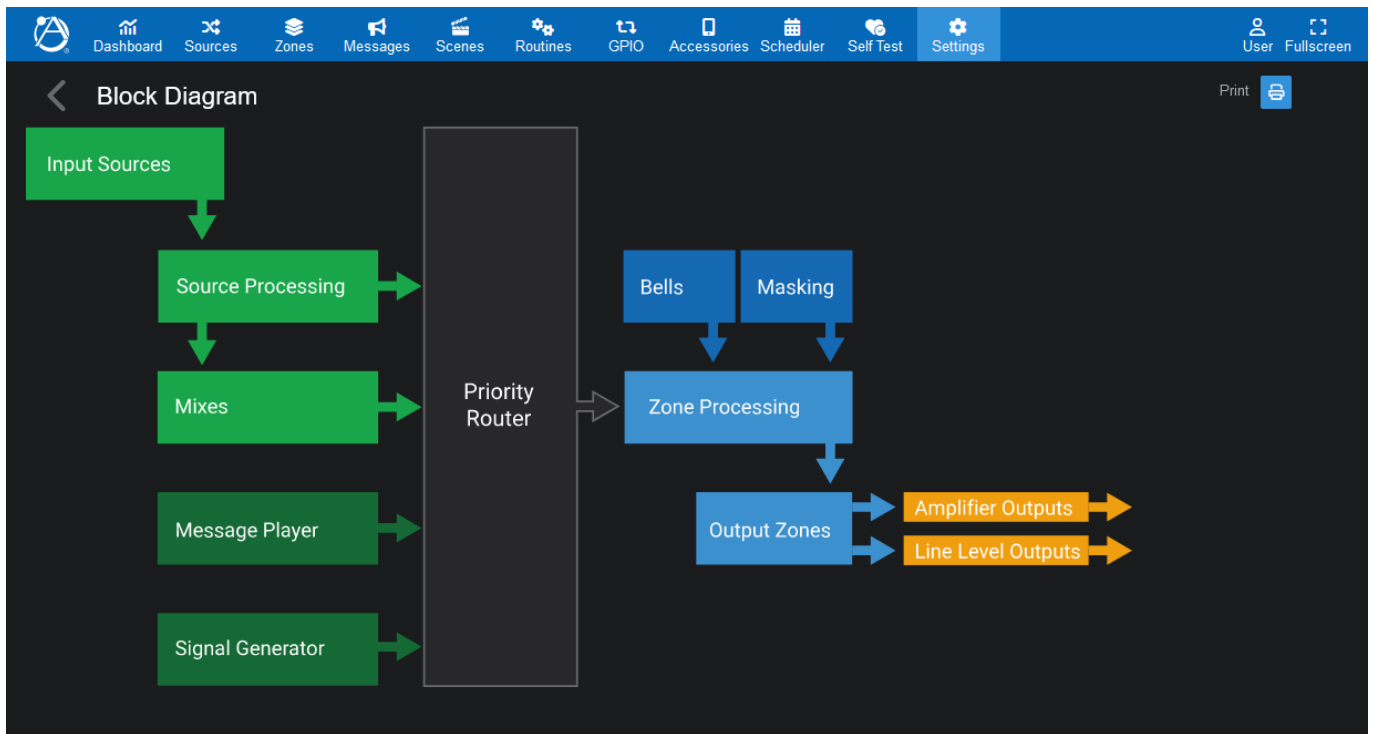 Dashboard Sources Zones Messages Scenes Routines GPIO Accessories Scheduler Self Test Settings User Fullscreen
Block Diagram
Print
Input Sources
Source Processing
Bells
Masking
Mixes
Priority
Router
Zone Processing
Message Player
Output Zones
Amplifier Outputs
Line Level Outputs
Signal Generator